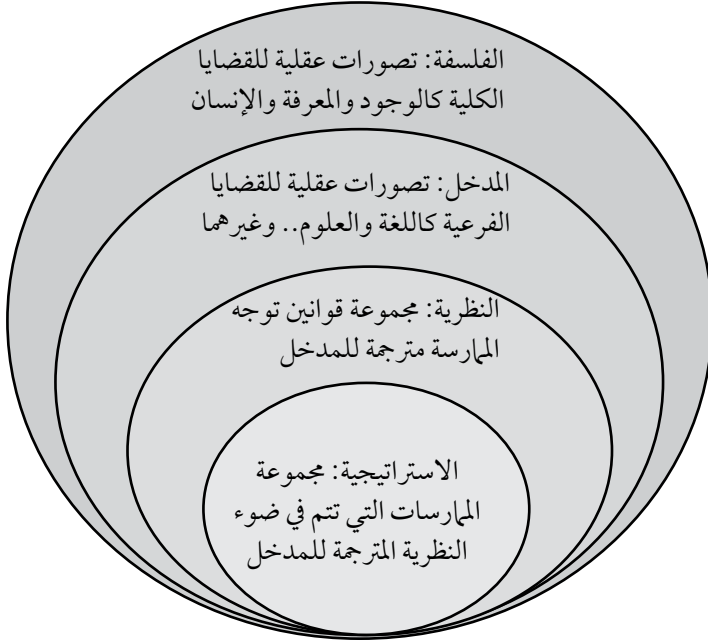 الفلسفة: تصورات عقلية للقضايا
الكلية كالوجود والمعرفة والإنسان
المدخل: تصورات عقلية للقضايا
الفرعية كاللغة والعلوم.. وغيرهما
النظرية: مجموعة قوانين توجه
الممارسة مترجمة للمدخل
الاستراتيجية: مجموعة
الممارسات التي تتم في ضوء
النظرية المترجمة للمدخل